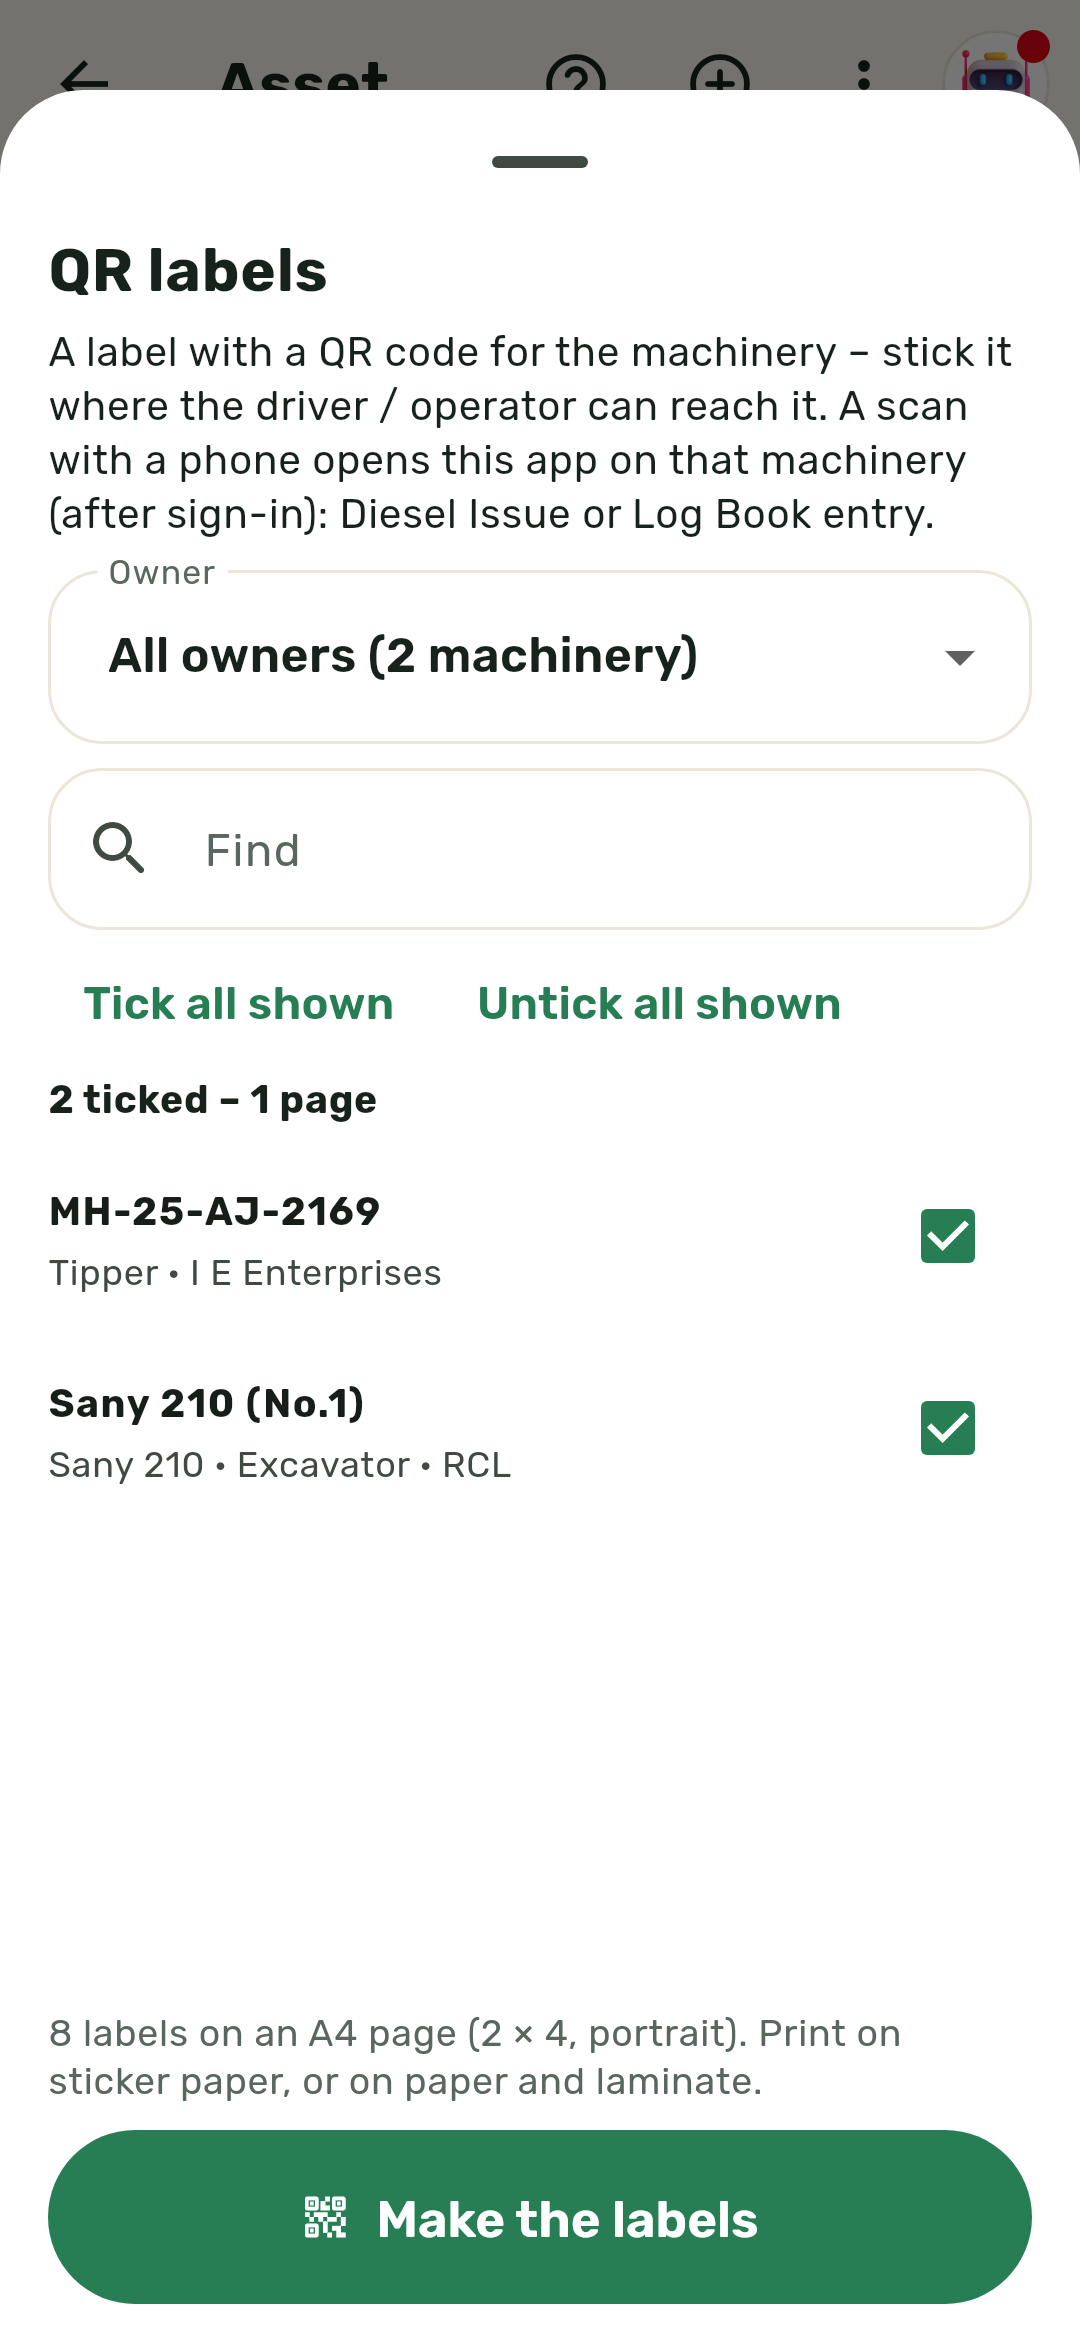 Asset
QR labels
A label with a QR code for the machinery – stick it
where the driver / operator can reach it. A scan
with a phone opens this app on that machinery
(after sign-in): Diesel Issue or Log Book entry.
Owner
All owners (2 machinery)
Find
Tick all shown Untick all shown
2 ticked – 1 page
MH-25-AJ-2169
Tipper • I E Enterprises
Sany 210 (No.1)
Sany 210 • Excavator • RCL
8 labels on an A4 page (2 × 4, portrait). Print on
sticker paper, or on paper and laminate.
Make the labels